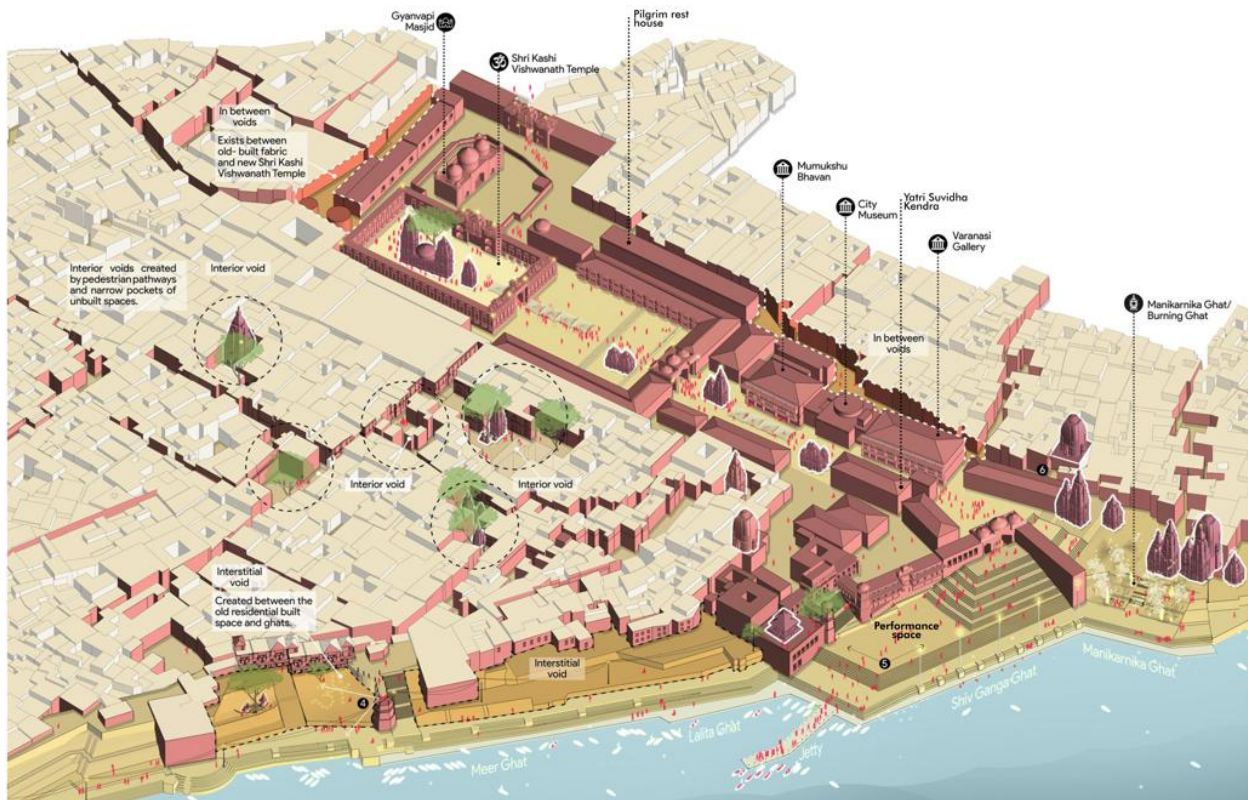 Gyanvapi
Masjid
Pilgrim rest
house
Shri Kashi
Vishwanath Temple
In between
voids
Exists between
old- built fabric
and new Shri Kashi
Vishwanath Temple
Mumukshu
Bhavan
City
Museum
Yatri Suvidha
Kendra
Varanasi
Gallery
Interior voids created
by pedestrian pathways
and narrow pockets of
unbuilt spaces.
Interior void
Manikarnika Ghat/
Burning Ghat
In between
voids
6
Interior void
Interior void
Interstitial
void
Created between the
old residential built
space and ghats.
Performance
space
5
Interstitial
void
4
Manikarnika Ghat
Shiv Ganga Ghat
Lalita Ghat
Jetty
Meer Ghat